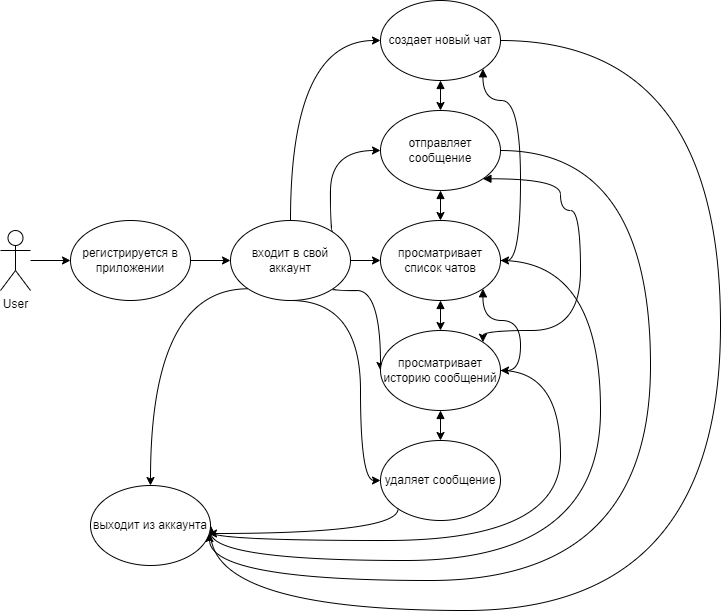 создает новый чат
отправляет
сообщение
регистрируется в
приложении
входит в свой
аккаунт
просматривает
список чатов
User
просматривает
историю сообщений
удаляет сообщение
выходит из аккаунта